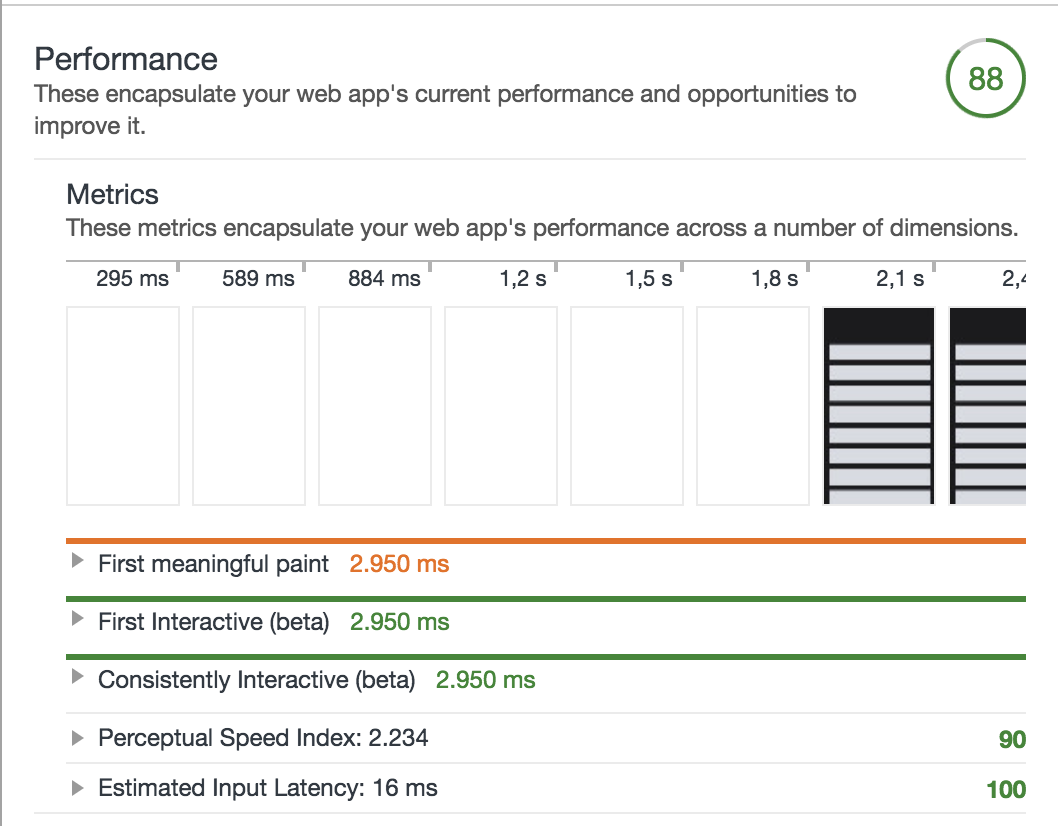 Performance
88
These encapsulate your web app's current performance and opportunities to
improve it.
Metrics
These metrics encapsulate your web app's performance across a number of dimensions.
295 ms 589 ms 884 ms 1,2 s 1,5 s 1,8 s 2,1 s
First meaningful paint 2.950 ms
First Interactive (beta) 2.950 ms
Consistently Interactive (beta) 2.950 ms
Perceptual Speed Index: 2.234 90
Estimated Input Latency: 16 ms 100